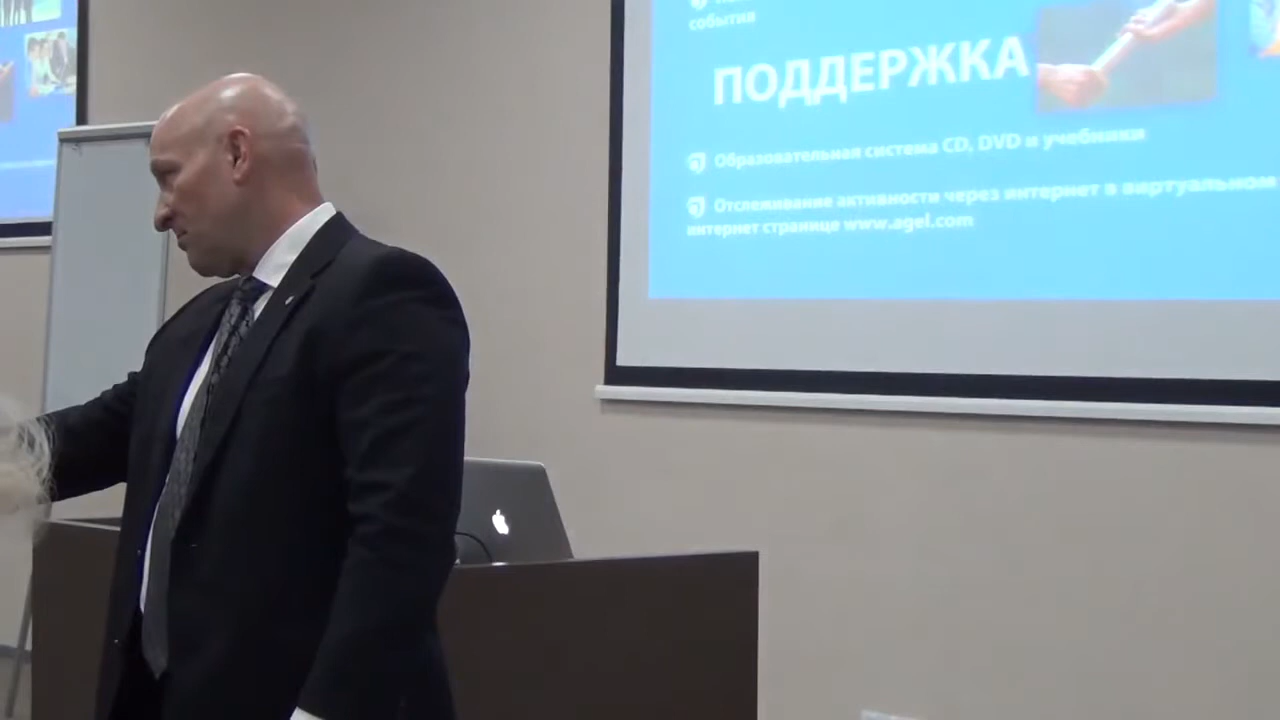 события
ПОДДЕРЖКА
Образовательная система CD, DVD и учебники
Отслеживание активности через интернет в виртуальном
интернет странице www.agel.com